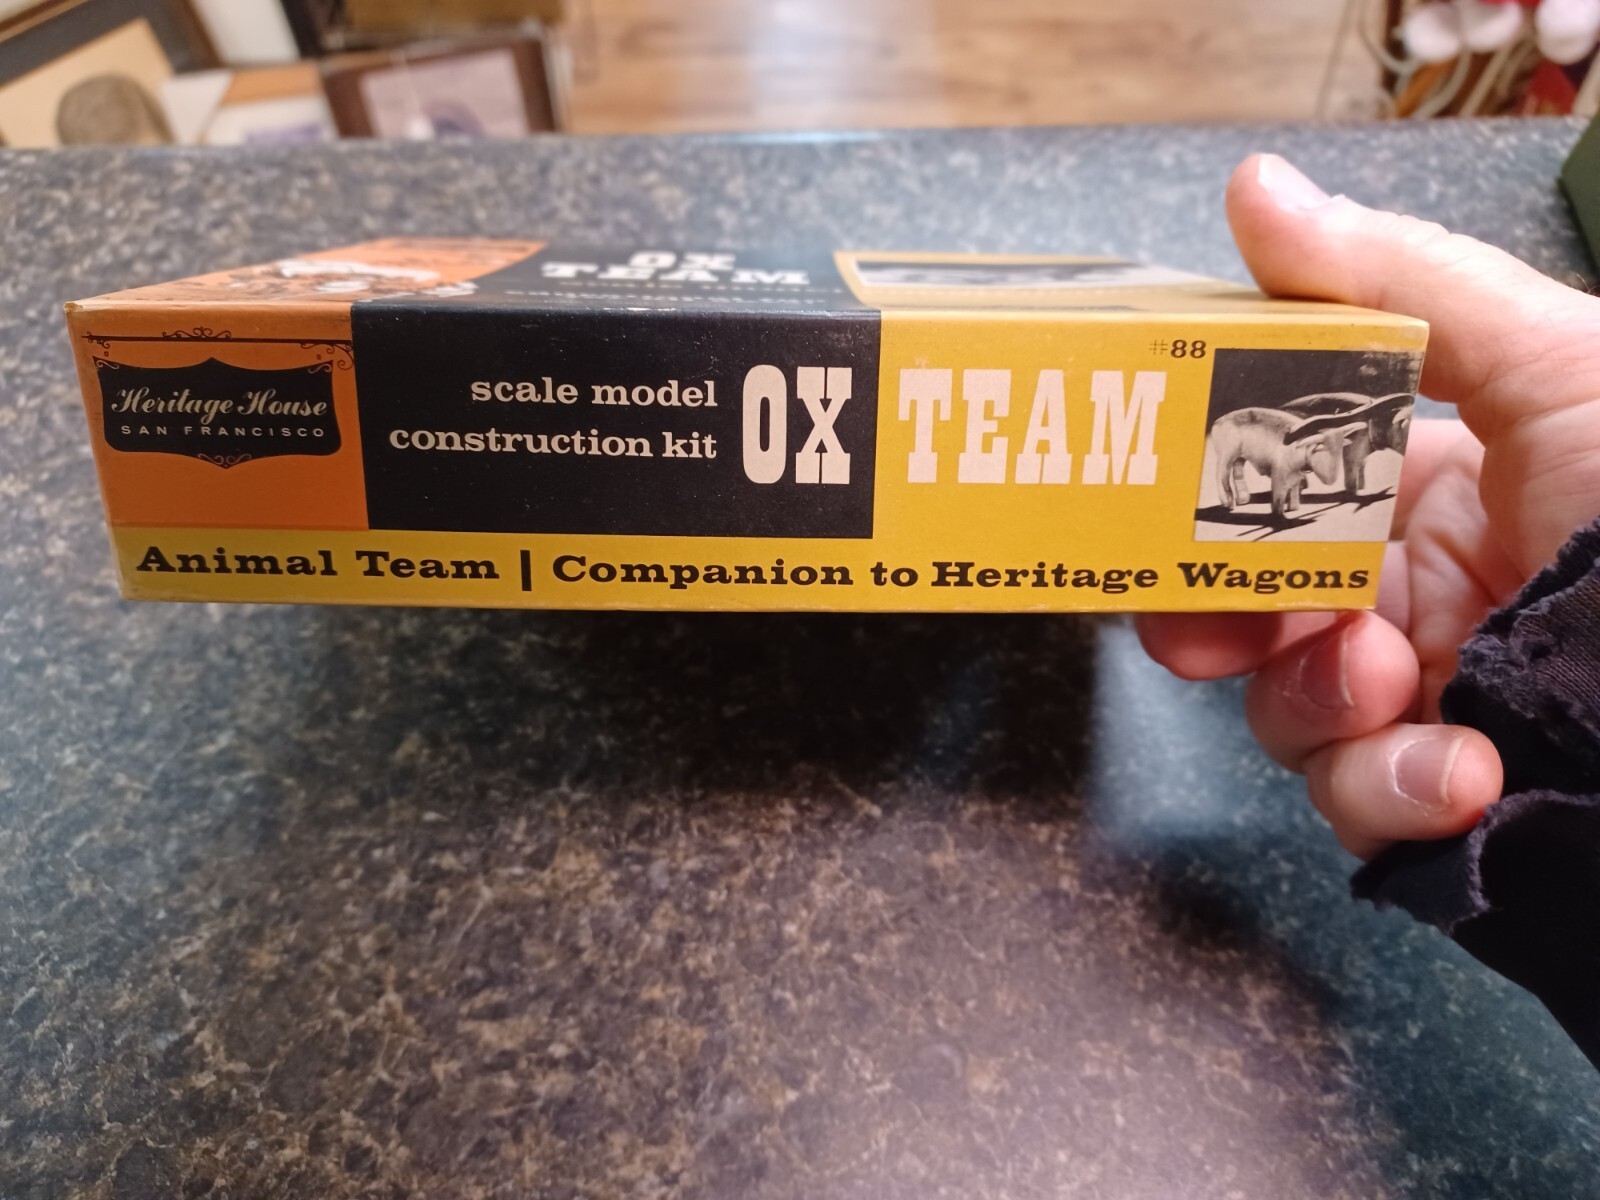 OX
TEAM
Heritage House
SAN FRANCISCO
scale model
construction kit
OX TEAM
#88
Animal Team | Companion to Heritage Wagons